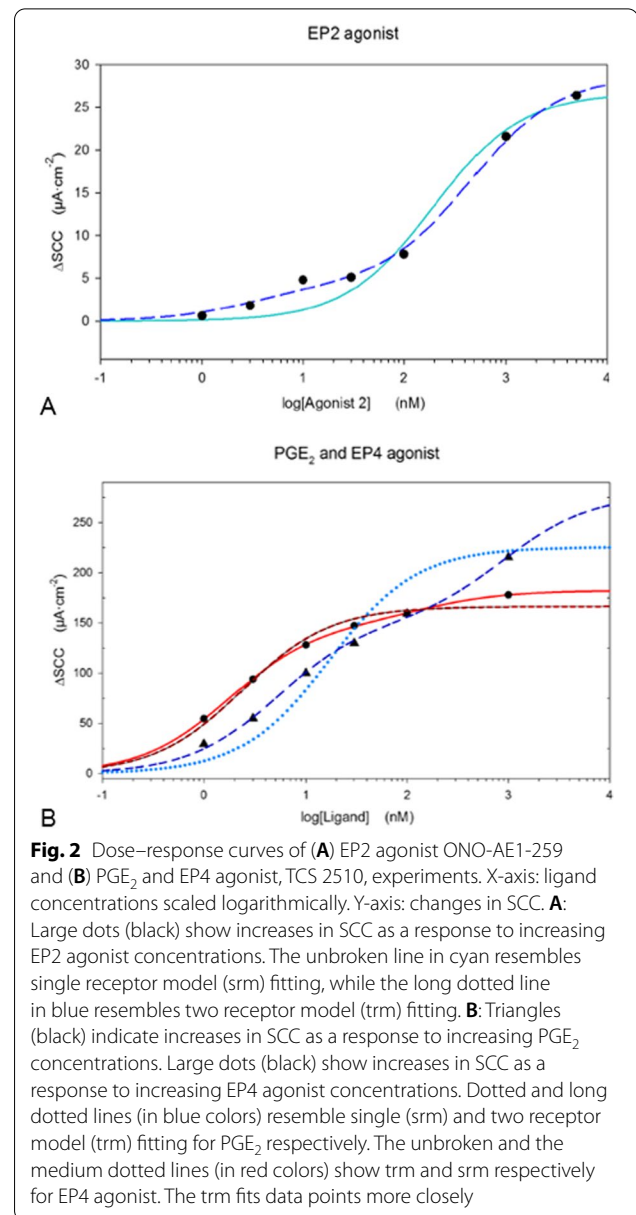 EP2 agonist
30
25
20
15
10
5
0
ΔSCC (µA·cm-2)
-1 0 1 2 3 4
A
log[Agonist 2] (nM)
PGE2 and EP4 agonist
250
200
150
100
50
0
ΔSCC (µA·cm-2)
-1 0 1 2 3 4
B
log[Ligand] (nM)
Fig. 2 Dose–response curves of (A) EP2 agonist ONO-AE1-259
and (B) PGE2 and EP4 agonist, TCS 2510, experiments. X-axis: ligand
concentrations scaled logarithmically. Y-axis: changes in SCC. A:
Large dots (black) show increases in SCC as a response to increasing
EP2 agonist concentrations. The unbroken line in cyan resembles
single receptor model (srm) fitting, while the long dotted line
in blue resembles two receptor model (trm) fitting. B: Triangles
(black) indicate increases in SCC as a response to increasing PGE2
concentrations. Large dots (black) show increases in SCC as a
response to increasing EP4 agonist concentrations. Dotted and long
dotted lines (in blue colors) resemble single (srm) and two receptor
model (trm) fitting for PGE2 respectively. The unbroken and the
medium dotted lines (in red colors) show trm and srm respectively
for EP4 agonist. The trm fits data points more closely